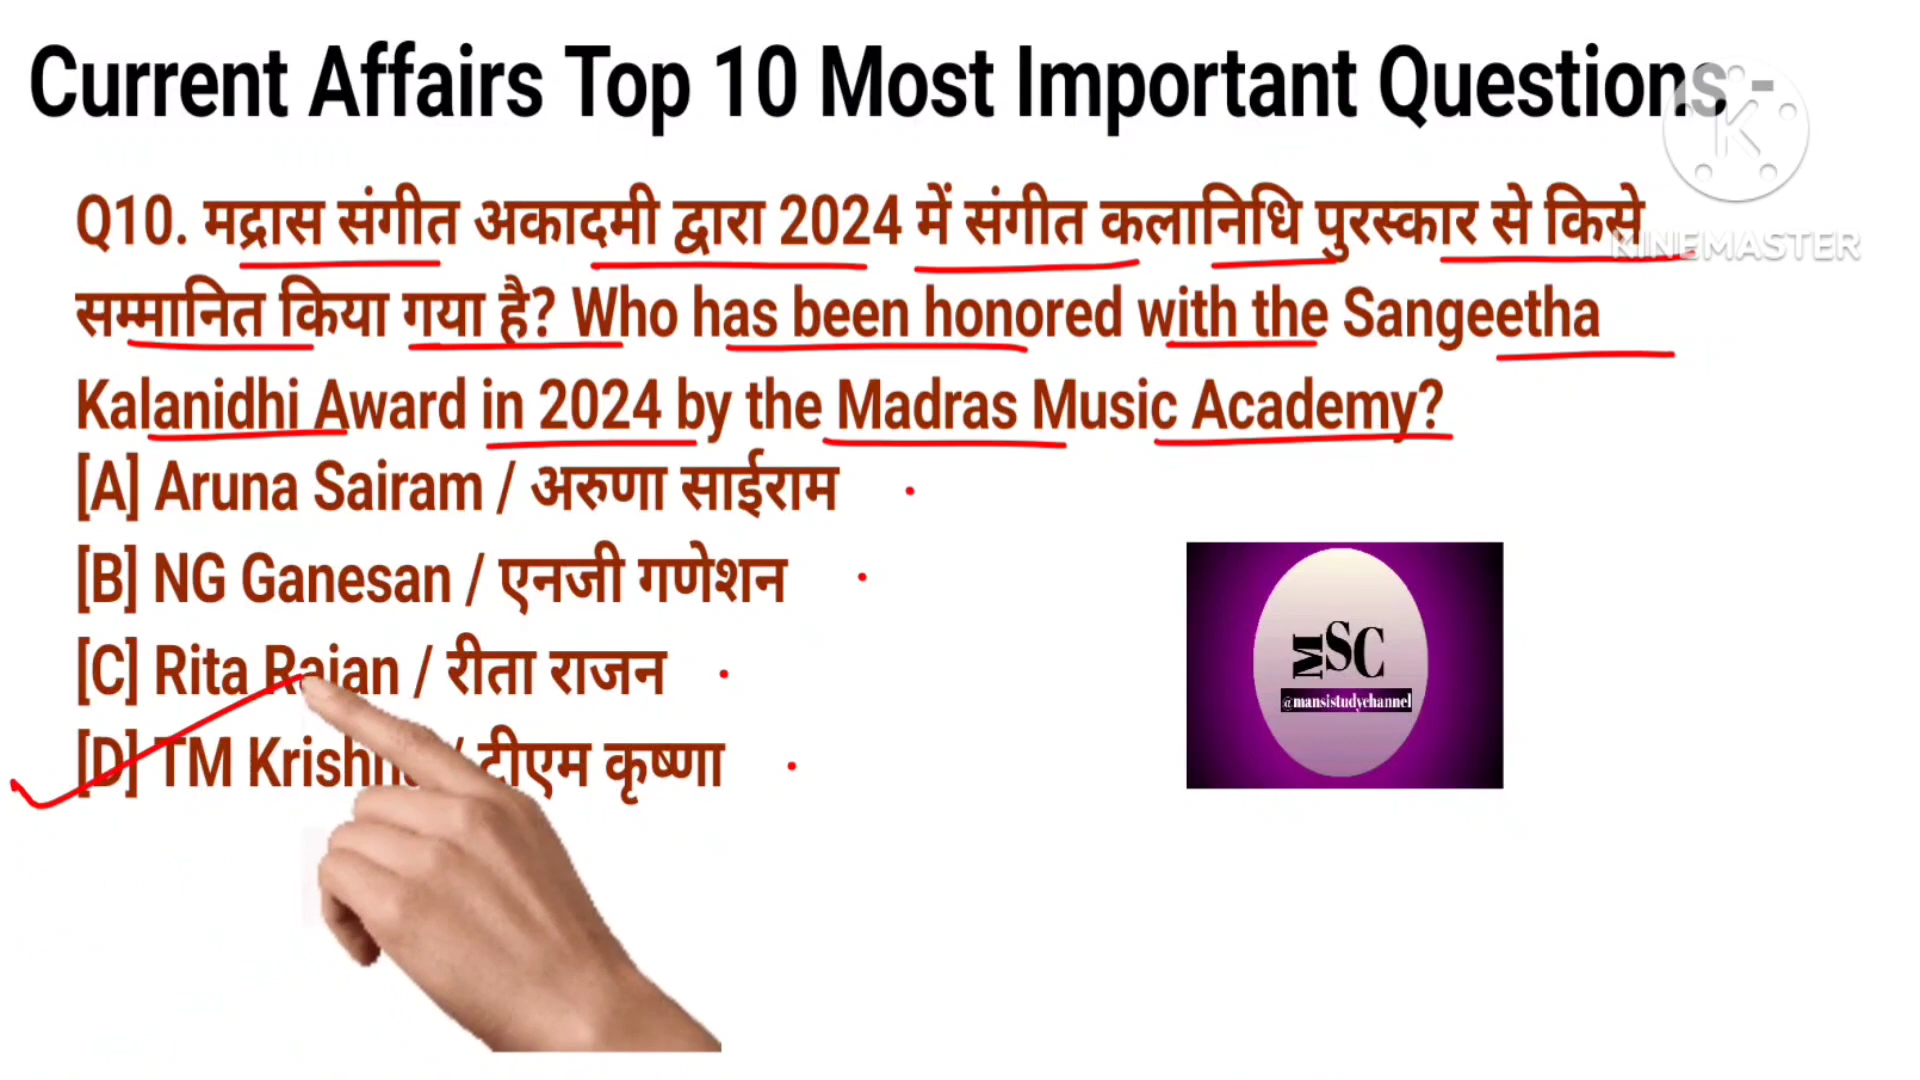 Current Affairs Top 10 Most Important Questions -
Q10. मद्रास संगीत अकादमी द्वारा 2024 में संगीत कलानिधि पुरस्कार से किसे
सम्मानित किया गया है? Who has been honored with the Sangeetha
Kalanidhi Award in 2024 by the Madras Music Academy?
[A] Aruna Sairam / अरुणा साईराम
[B] NG Ganesan / एनजी गणेशन
[C] Rita Rajan / रीता राजन
[D] TM Krishna / टीएम कृष्णा
K
KINEMASTER
MSC
@mansistudychannel